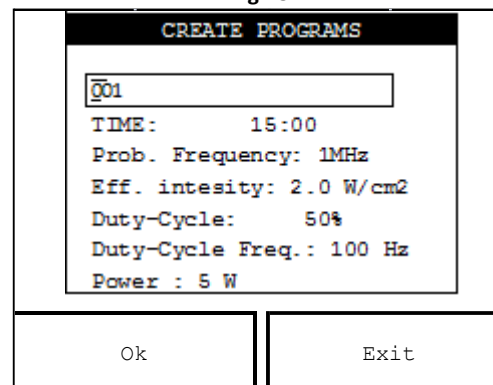 CREATE PROGRAMS
001
TIME: 15:00
Prob. Frequency: 1MHz
Eff. intesity: 2.0 W/cm2
Duty-Cycle: 50%
Duty-Cycle Freq.: 100 Hz
Power : 5 W
Ok Exit